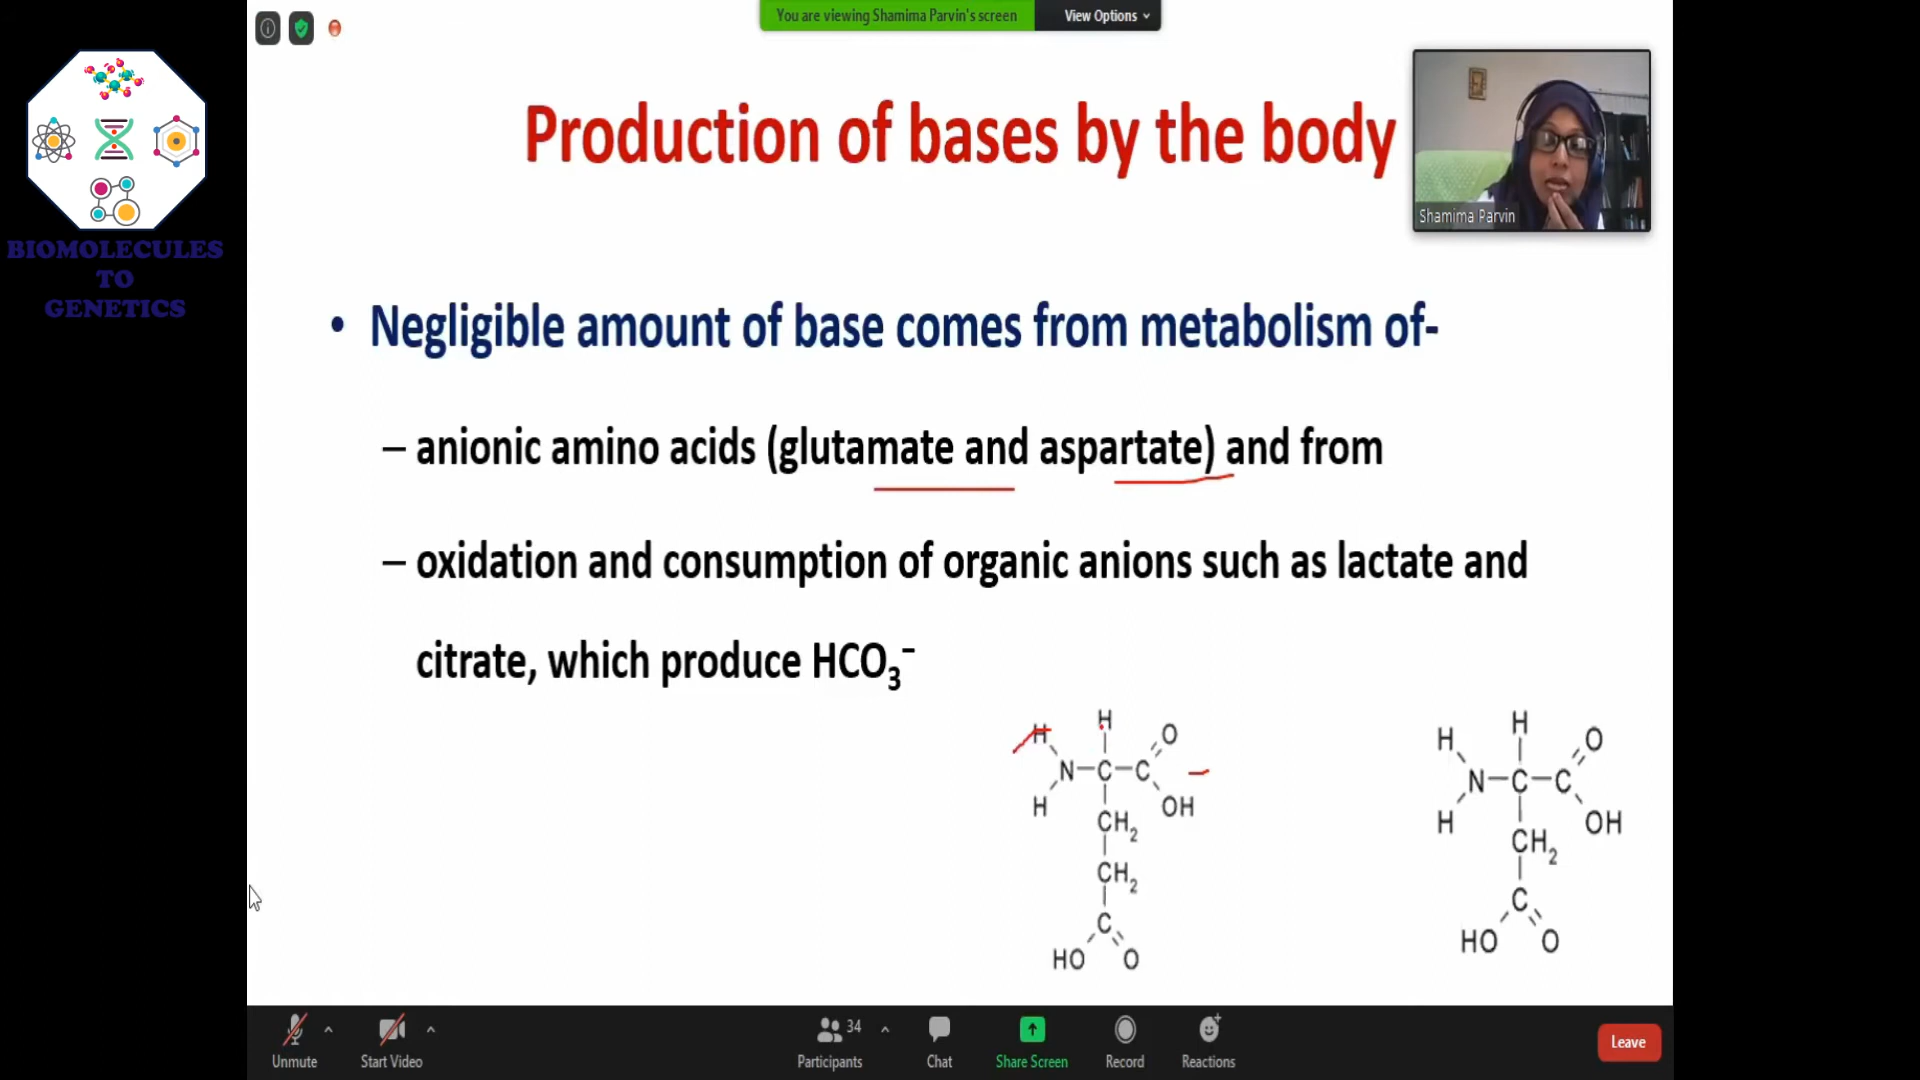 You are viewing Shamima Parvin's screen
View Options
Production of bases by the body
Shamima Parvin
BIOMOLECULES
TO
GENETICS
• Negligible amount of base comes from metabolism of-
– anionic amino acids (glutamate and aspartate) and from
– oxidation and consumption of organic anions such as lactate and
citrate, which produce HCO₃⁻
H
H
O
N
C
C
H
OH
CH₂
CH₂
C
HO
O
H
H
O
N
C
C
H
OH
CH₂
C
HO
O
34
Unmute
Start Video
Participants
Chat
Share Screen
Record
Reactions
Leave